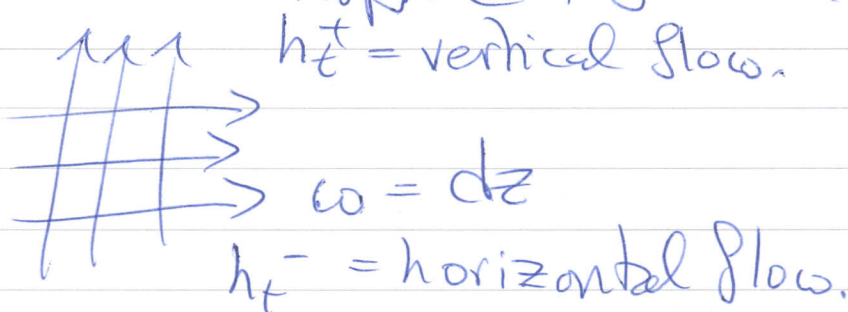 h_t^+ = vertical flow.
ω = dz
h_t^- = horizontal flow.